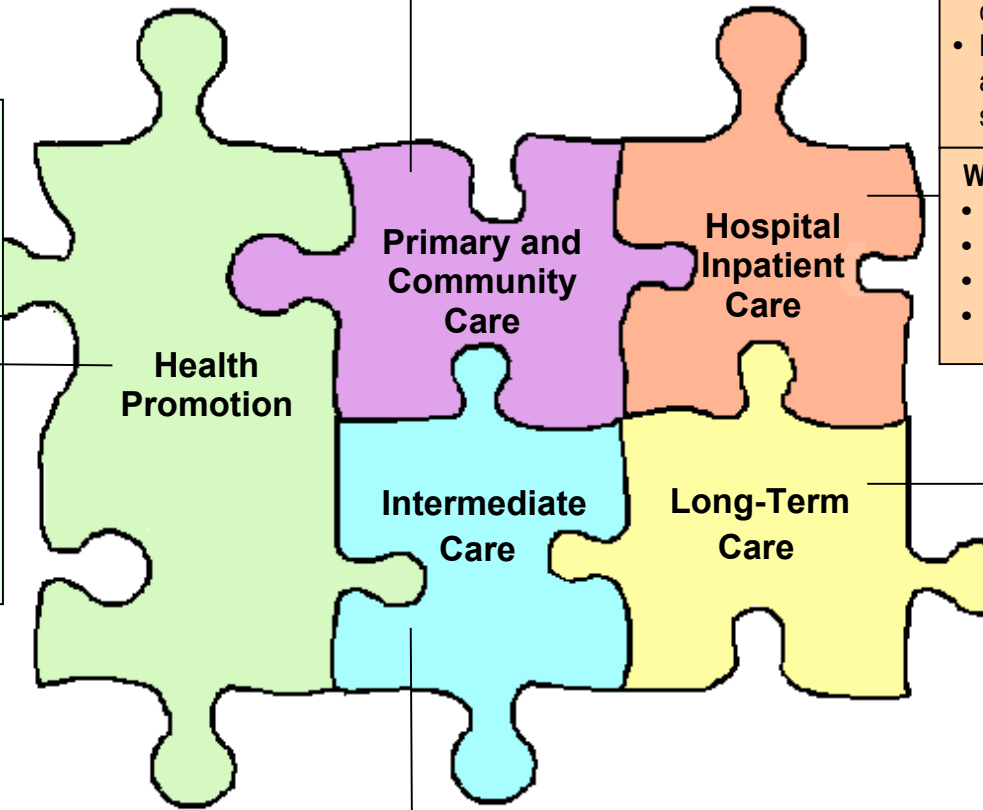 Primary and
Community
Care
Hospital
Inpatient
Care
Health
Promotion
Intermediate
Care
Long-Term
Care